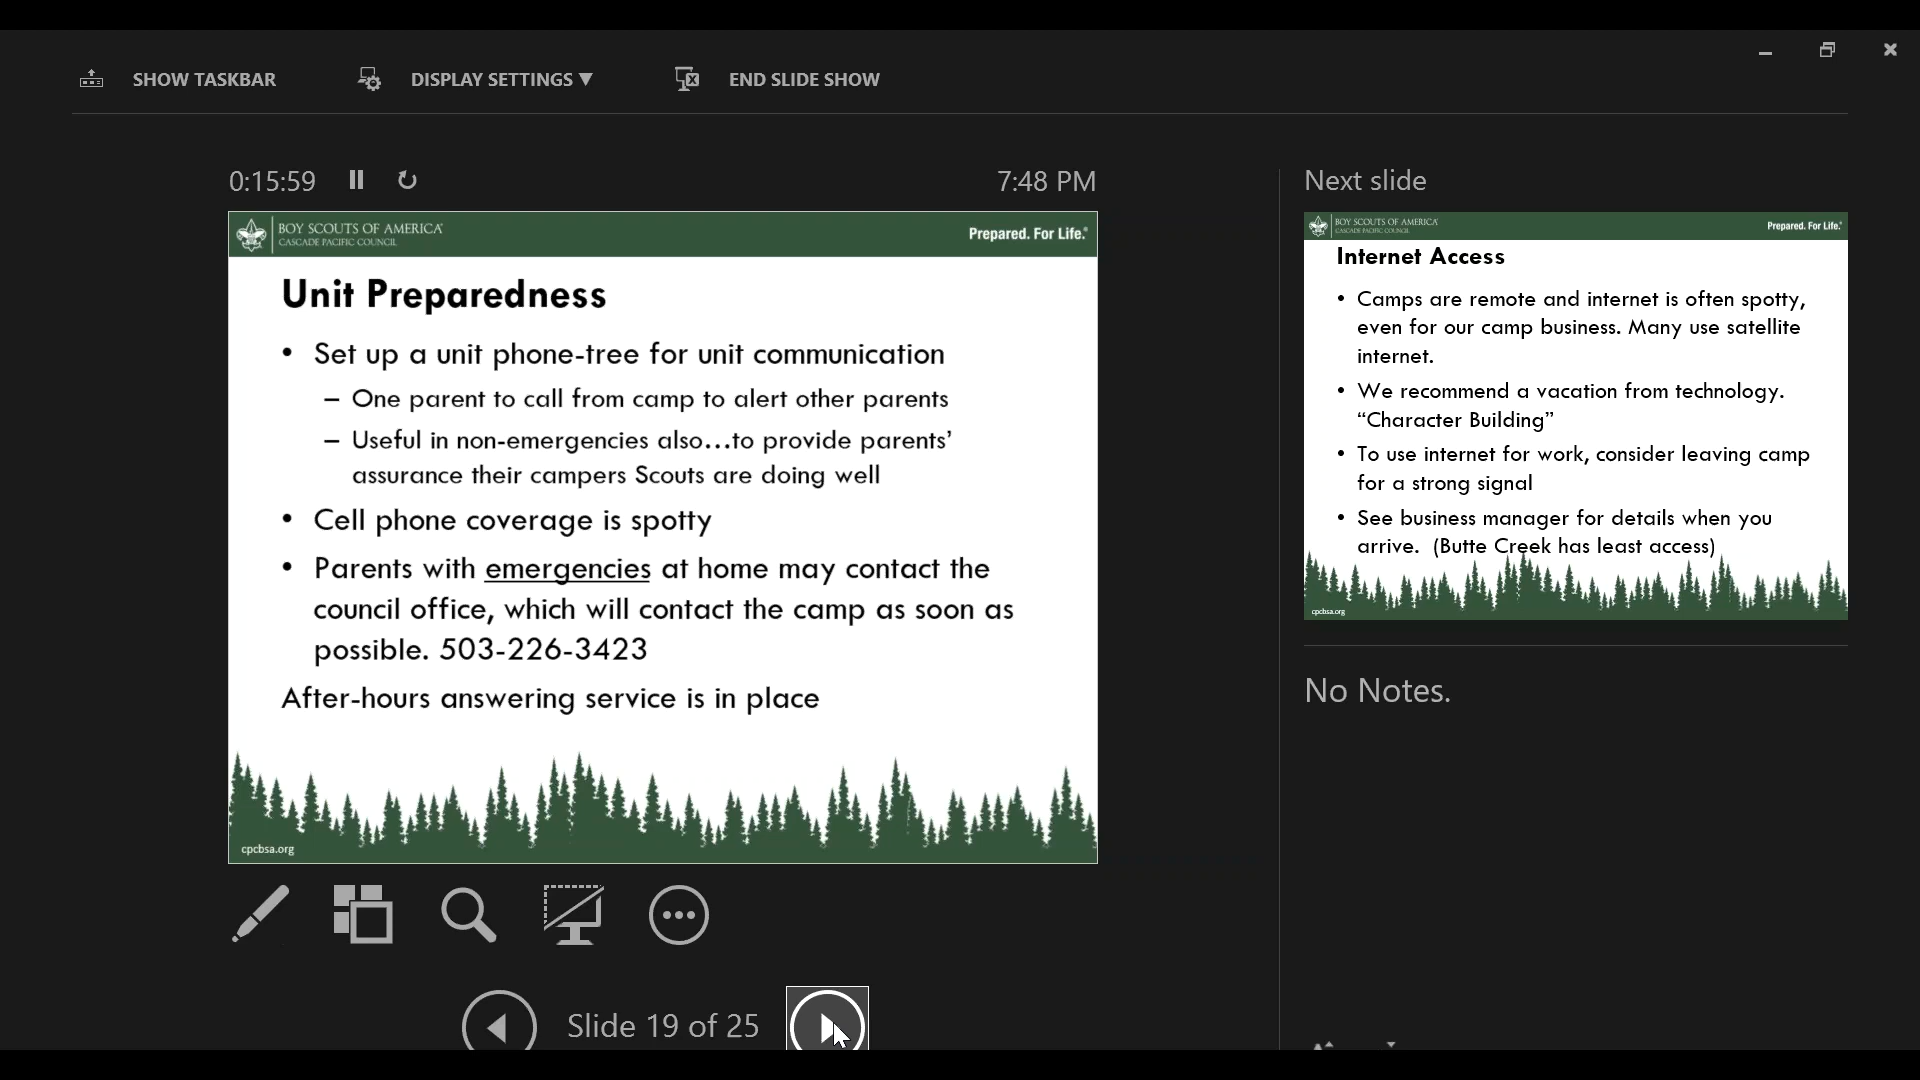 SHOW TASKBAR
DISPLAY SETTINGS ▼
END SLIDE SHOW
0:15:59
7:48 PM
BOY SCOUTS OF AMERICA®
CASCADE PACIFIC COUNCIL
Prepared. For Life.®
Unit Preparedness
• Set up a unit phone-tree for unit communication
– One parent to call from camp to alert other parents
– Useful in non-emergencies also…to provide parents’
assurance their campers Scouts are doing well
• Cell phone coverage is spotty
• Parents with emergencies at home may contact the
council office, which will contact the camp as soon as
possible. 503-226-3423
After-hours answering service is in place
cpcbsa.org
Slide 19 of 25
Next slide
BOY SCOUTS OF AMERICA®
CASCADE PACIFIC COUNCIL
Prepared. For Life.®
Internet Access
• Camps are remote and internet is often spotty,
even for our camp business. Many use satellite
internet.
• We recommend a vacation from technology.
“Character Building”
• To use internet for work, consider leaving camp
for a strong signal
• See business manager for details when you
arrive.  (Butte Creek has least access)
cpcbsa.org
No Notes.